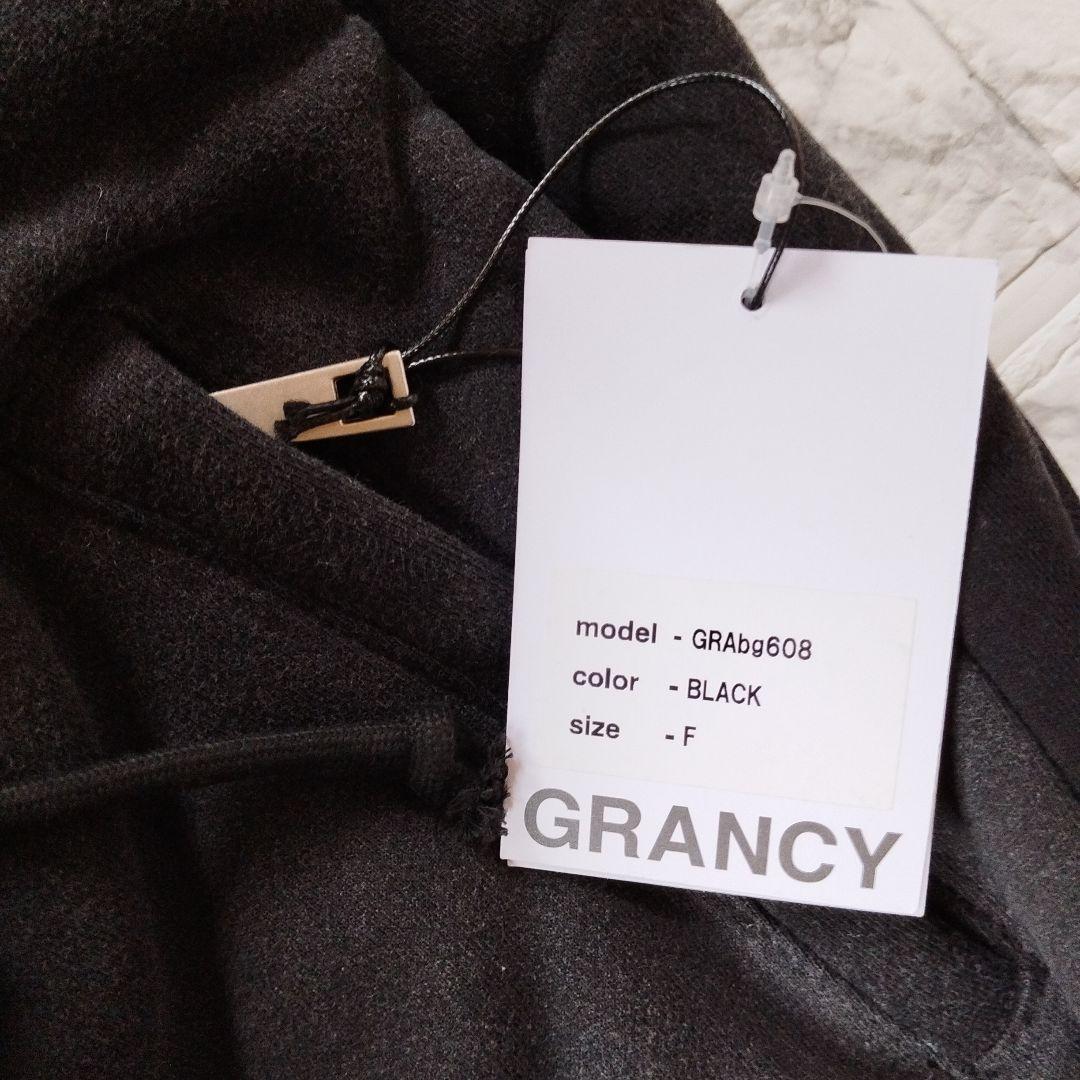 model - GRAbg608
color - BLACK
size - F
GRANCY